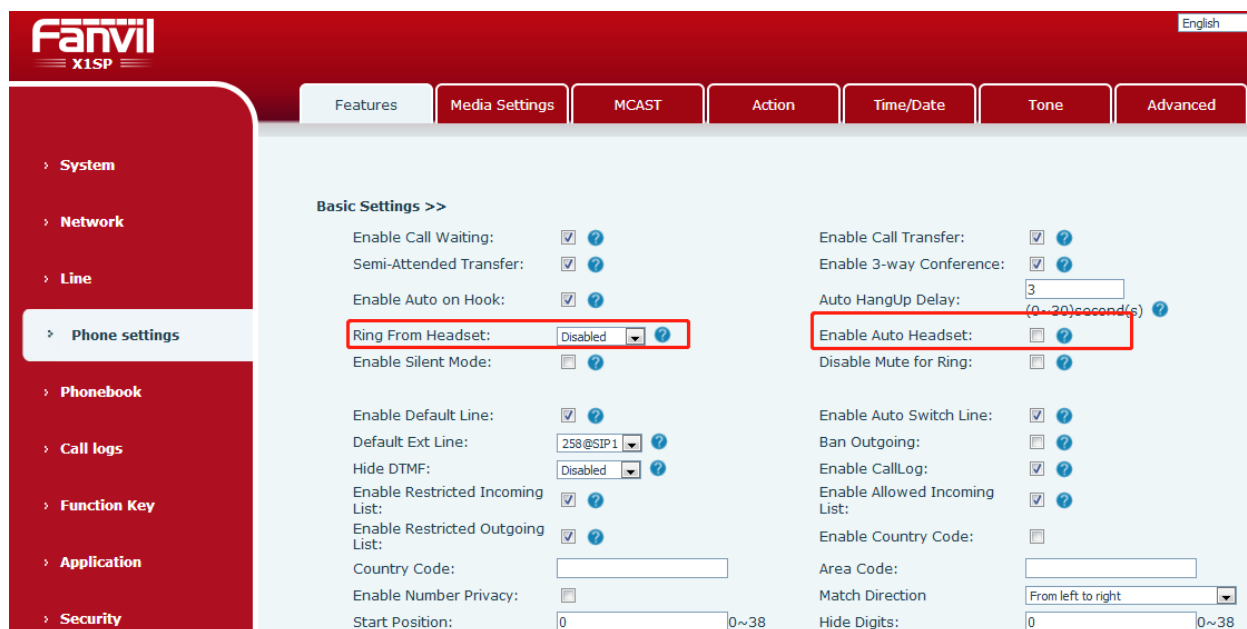 English
Fanvil
X1SP
Features Media Settings MCAST Action Time/Date Tone Advanced
› System
› Network
› Line
› Phone settings
› Phonebook
› Call logs
› Function Key
› Application
› Security
Basic Settings >>
Enable Call Waiting: Enable Call Transfer:
Semi-Attended Transfer: Enable 3-way Conference:
Enable Auto on Hook: Auto HangUp Delay: 3
(0~30)second(s)
Ring From Headset: Disabled Enable Auto Headset:
Enable Silent Mode: Disable Mute for Ring:
Enable Default Line: Enable Auto Switch Line:
Default Ext Line: 258@SIP1 Ban Outgoing:
Hide DTMF: Disabled Enable CallLog:
Enable Restricted Incoming List: Enable Allowed Incoming List:
Enable Restricted Outgoing List: Enable Country Code:
Country Code: Area Code:
Enable Number Privacy: Match Direction From left to right
Start Position: 0 0~38 Hide Digits: 0 0~38